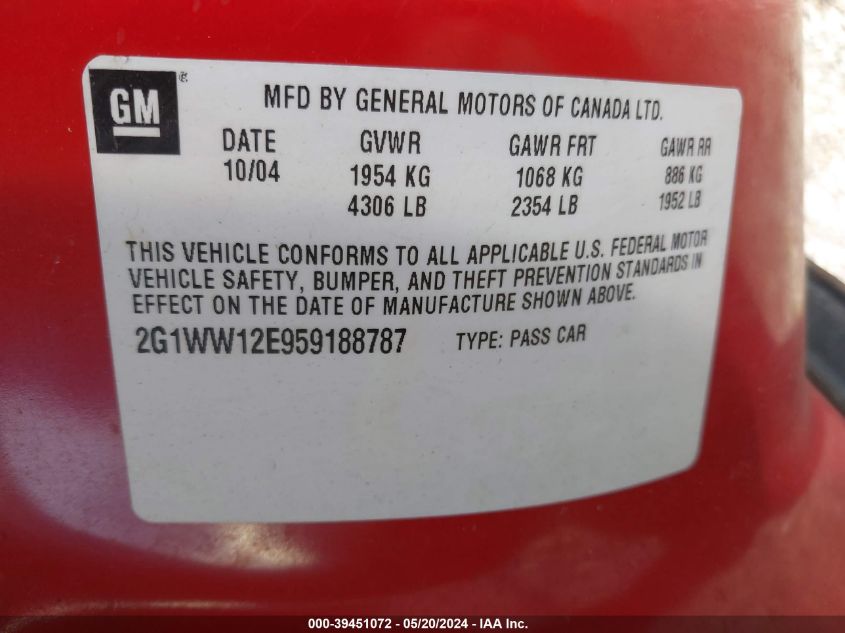 GM®
MFD BY GENERAL MOTORS OF CANADA LTD.
DATE GVWR GAWR FRT GAWR RR
10/04 1954 KG 1068 KG 886 KG
4306 LB 2354 LB 1952 LB
THIS VEHICLE CONFORMS TO ALL APPLICABLE U.S. FEDERAL MOTOR
VEHICLE SAFETY, BUMPER, AND THEFT PREVENTION STANDARDS IN
EFFECT ON THE DATE OF MANUFACTURE SHOWN ABOVE.
2G1WW12E959188787 TYPE: PASS CAR
000-39451072 - 05/20/2024 - IAA Inc.